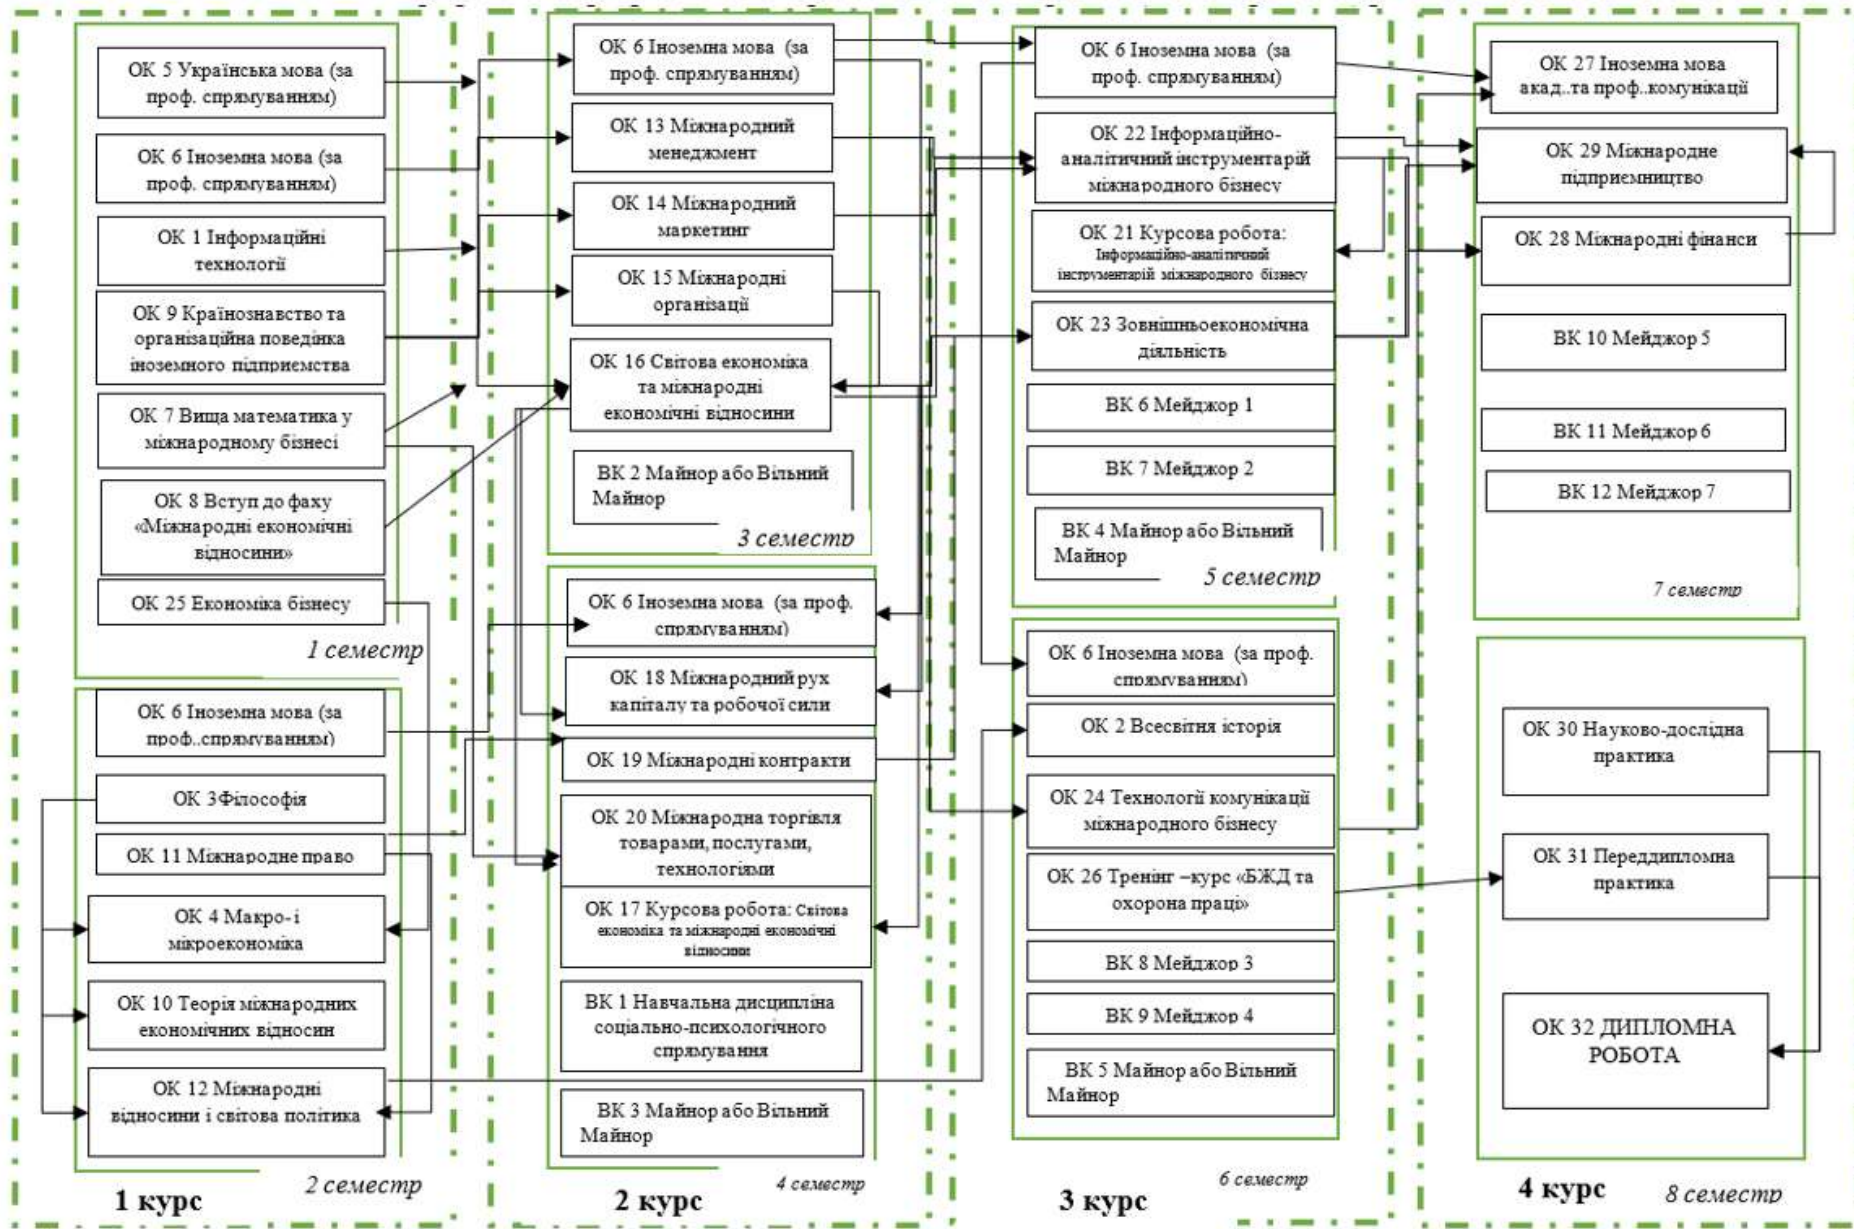 ОК 5 Українська мова (за
проф. спрямуванням)
ОК 6 Іноземна мова (за
проф. спрямуванням)
ОК 1 Інформаційні
технології
ОК 9 Країнознавство та
організаційна поведінка
іноземного підприємства
ОК 7 Вища математика у
міжнародному бізнесі
ОК 8 Вступ до фаху
«Міжнародні економічні
відносини»
ОК 25 Економіка бізнесу
1 семестр
ОК 6 Іноземна мова (за
проф..спрямуванням)
ОК 3Філософія
ОК 11 Міжнародне право
ОК 4 Макро- і
мікроекономіка
ОК 10 Теорія міжнародних
економічних відносин
ОК 12 Міжнародні
відносини і світова політика
2 семестр
1 курс
ОК 6 Іноземна мова (за
проф. спрямуванням)
ОК 13 Міжнародний
менеджмент
ОК 14 Міжнародний
маркетинг
ОК 15 Міжнародні
організації
ОК 16 Світова економіка
та міжнародні
економічні відносини
ВК 2 Майнор або Вільний
Майнор
3 семестр
ОК 6 Іноземна мова (за проф.
спрямуванням)
ОК 18 Міжнародний рух
капіталу та робочої сили
ОК 19 Міжнародні контракти
ОК 20 Міжнародна торгівля
товарами, послугами,
технологіями
ОК 17 Курсова робота: Світова
економіка та міжнародні економічні
відносини
ВК 1 Навчальна дисципліна
соціально-психологічного
спрямування
ВК 3 Майнор або Вільний
Майнор
4 семестр
2 курс
ОК 6 Іноземна мова (за
проф. спрямуванням)
ОК 22 Інформаційно-
аналітичний інструментарій
міжнародного бізнесу
ОК 21 Курсова робота:
Інформаційно-аналітичний
інструментарій міжнародного бізнесу
ОК 23 Зовнішньоекономічна
діяльність
ВК 6 Мейджор 1
ВК 7 Мейджор 2
ВК 4 Майнор або Вільний
Майнор
5 семестр
ОК 6 Іноземна мова (за проф.
спрямуванням)
ОК 2 Всесвітня історія
ОК 24 Технології комунікації
міжнародного бізнесу
ОК 26 Тренінг –курс «БЖД та
охорона праці»
ВК 8 Мейджор 3
ВК 9 Мейджор 4
ВК 5 Майнор або Вільний
Майнор
6 семестр
3 курс
ОК 27 Іноземна мова
акад..та проф..комунікації
ОК 29 Міжнародне
підприємництво
ОК 28 Міжнародні фінанси
ВК 10 Мейджор 5
ВК 11 Мейджор 6
ВК 12 Мейджор 7
7 семестр
ОК 30 Науково-дослідна
практика
ОК 31 Переддипломна
практика
ОК 32 ДИПЛОМНА
РОБОТА
4 курс
8 семестр